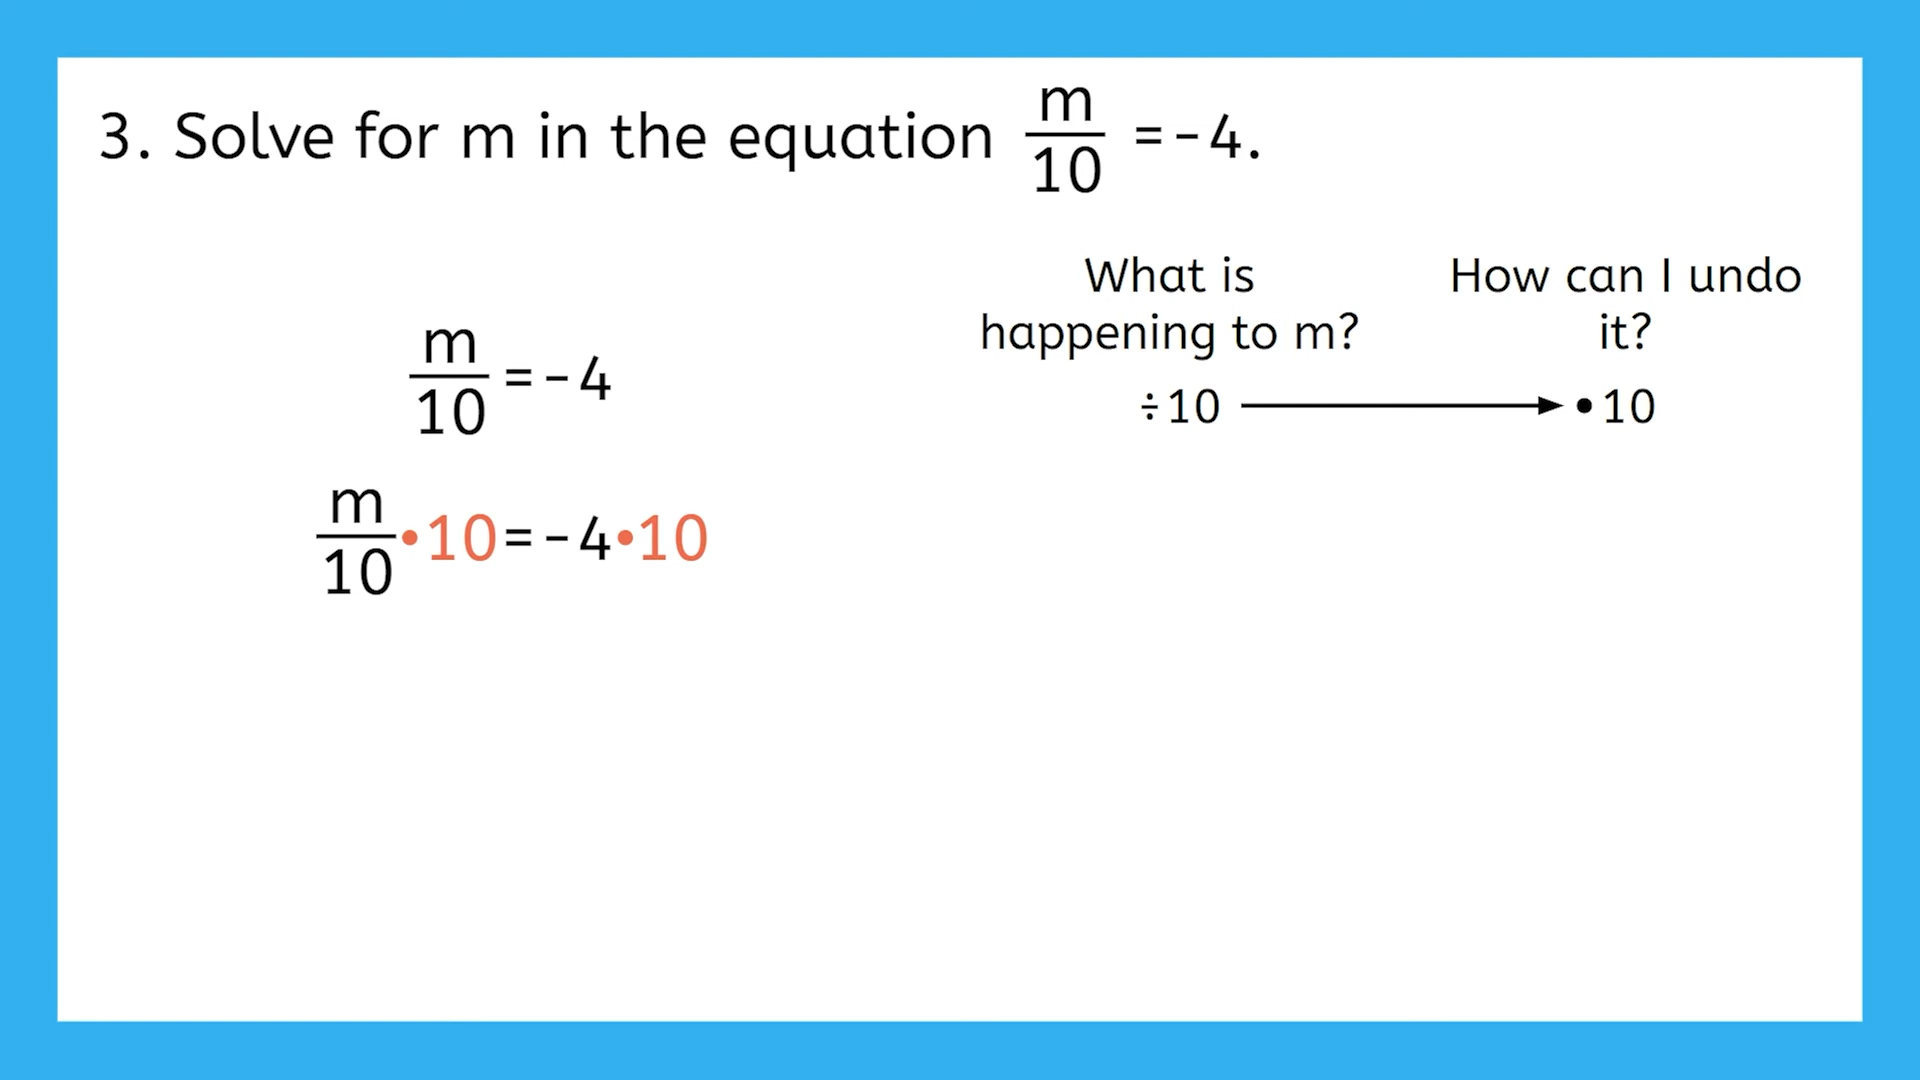 3. Solve for m in the equation m/10 = -4.
What is happening to m?
How can I undo it?
÷10 → •10
m/10 = -4
m/10 •10 = -4 •10